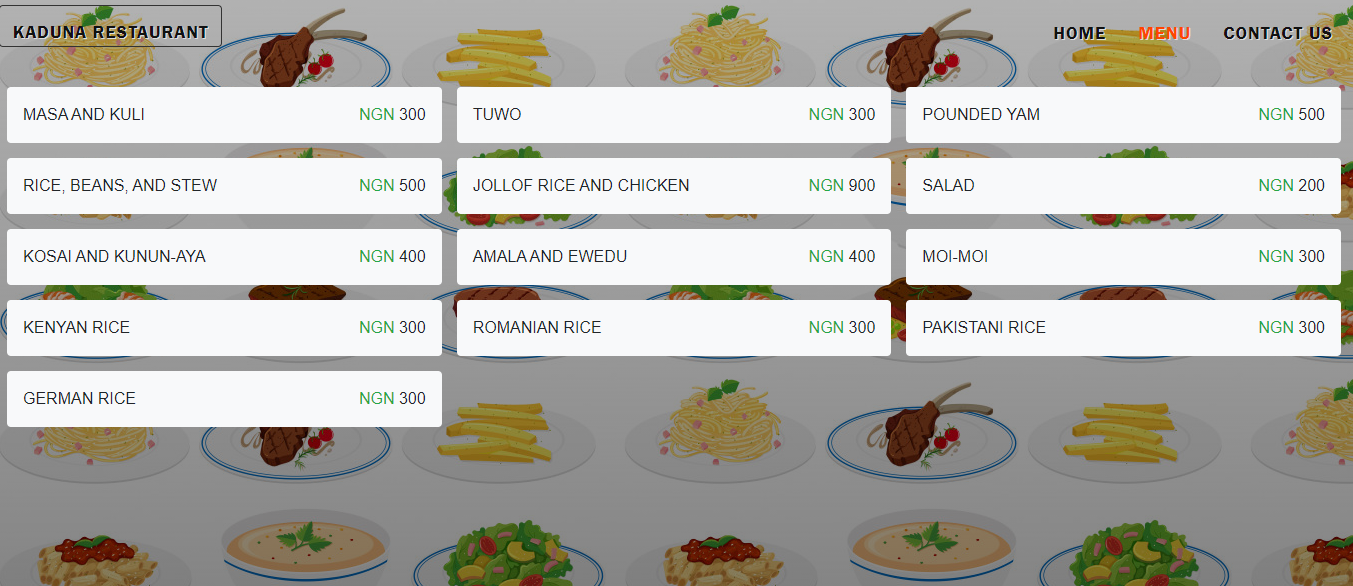 KADUNA RESTAURANT
HOME MENU CONTACT US
MASA AND KULI NGN 300
TUWO NGN 300
POUNDED YAM NGN 500
RICE, BEANS, AND STEW NGN 500
JOLLOF RICE AND CHICKEN NGN 900
SALAD NGN 200
KOSAI AND KUNUN-AYA NGN 400
AMALA AND EWEDU NGN 400
MOI-MOI NGN 300
KENYAN RICE NGN 300
ROMANIAN RICE NGN 300
PAKISTANI RICE NGN 300
GERMAN RICE NGN 300